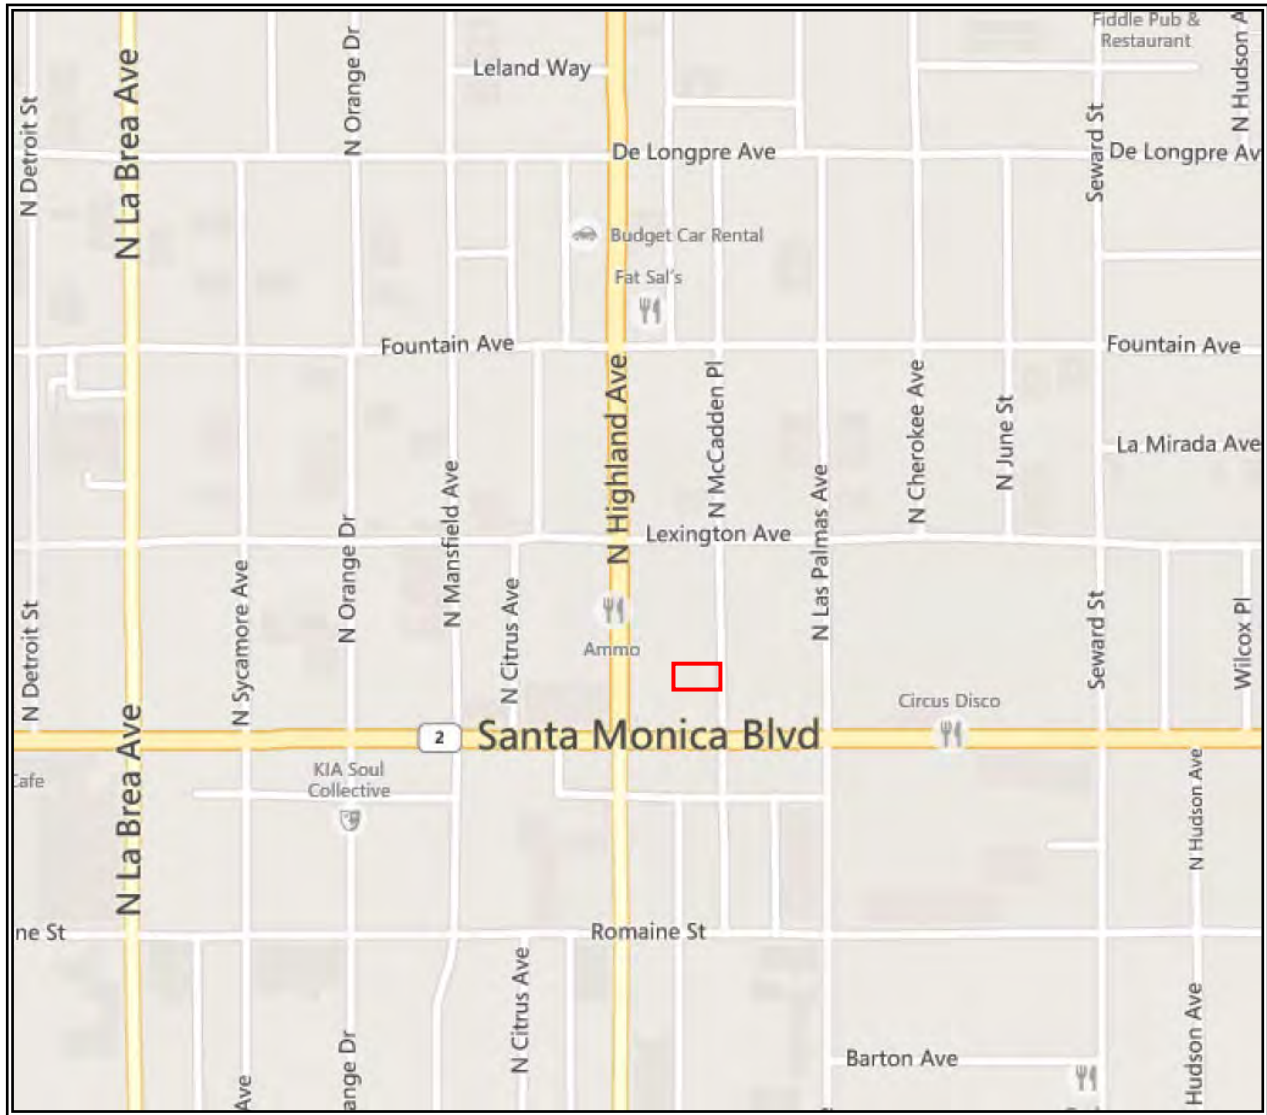 Fiddle Pub &
Restaurant
Leland Way
N Detroit St
N La Brea Ave
N Orange Dr
Seward St
N Hudson A
De Longpre Ave
De Longpre Av
Budget Car Rental
Fat Sal's
Fountain Ave
Fountain Ave
N Highland Ave
N McCadden Pl
N Cherokee Ave
N June St
La Mirada Ave
N Mansfield Ave
N Las Palmas Ave
Lexington Ave
N Orange Dr
N Sycamore Ave
N Citrus Ave
N Detroit St
Seward St
Wilcox Pl
Ammo
Circus Disco
2
Santa Monica Blvd
N La Brea Ave
Cafe
KIA Soul
Collective
N Hudson Ave
ne St
Romaine St
N Citrus Ave
Hudson Ave
ange Dr
Ave
Barton Ave